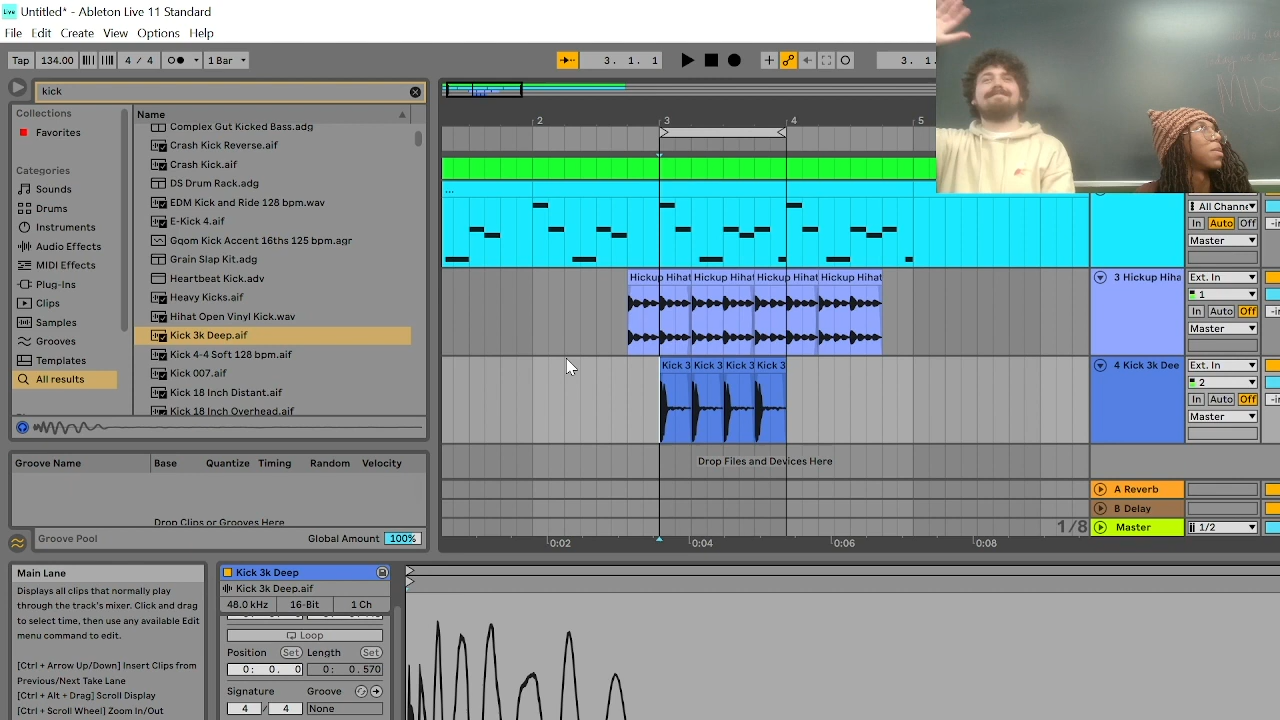 Live Untitled* - Ableton Live 11 Standard
File Edit Create View Options Help
Tap 134.00 4 / 4 1 Bar 3. 1. 1 3. 1.
kick
Collections
Favorites
Categories
Sounds
Drums
Instruments
Audio Effects
MIDI Effects
Plug-Ins
Clips
Samples
Grooves
Templates
All results
Name
Complex Gut Kicked Bass.adg
Crash Kick Reverse.aif
Crash Kick.aif
DS Drum Rack.adg
EDM Kick and Ride 128 bpm.wav
E-Kick 4.aif
Gqom Kick Accent 16ths 125 bpm.agr
Grain Slap Kit.adg
Heartbeat Kick.adv
Heavy Kicks.aif
Hihat Open Vinyl Kick.wav
Kick 3k Deep.aif
Kick 4-4 Soft 128 bpm.aif
Kick 007.aif
Kick 18 Inch Distant.aif
Kick 18 Inch Overhead.aif
2 3 4 5
...
Hickup Hihat Hickup Hihat Hickup Hihat Hickup Hihat
Kick 3 Kick 3 Kick 3 Kick 3
Drop Files and Devices Here
1/8
0:02 0:04 0:06 0:08
All Channe
In Auto Off
Master
3 Hickup Hiha
Ext. In
1
In Auto Off
Master
4 Kick 3k Dee
Ext. In
2
In Auto Off
Master
A Reverb
B Delay
Master 1/2
Groove Name Base Quantize Timing Random Velocity
Drop Clips or Grooves Here
Groove Pool Global Amount 100%
Main Lane
Displays all clips that normally play
through the track's mixer. Click and drag
to select time, then use any available Edit
menu command to edit.
[Ctrl + Arrow Up/Down] Insert Clips from
Previous/Next Take Lane
[Ctrl + Alt + Drag] Scroll Display
[Ctrl + Scroll Wheel] Zoom In/Out
Kick 3k Deep
Kick 3k Deep.aif
48.0 kHz 16-Bit 1 Ch
Loop
Position Set Length Set
0: 0. 0 0: 0.570
Signature Groove
4 / 4 None